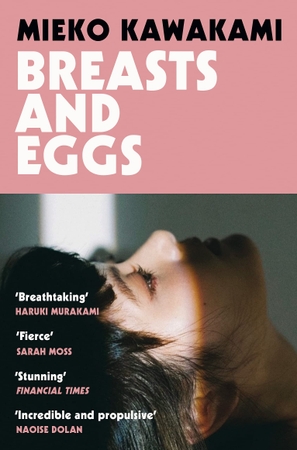 MIEKO KAWAKAMI
BREASTS
AND
EGGS
'Breathtaking'
HARUKI MURAKAMI
'Fierce'
SARAH MOSS
'Stunning'
FINANCIAL TIMES
'Incredible and propulsive'
NAOISE DOLAN